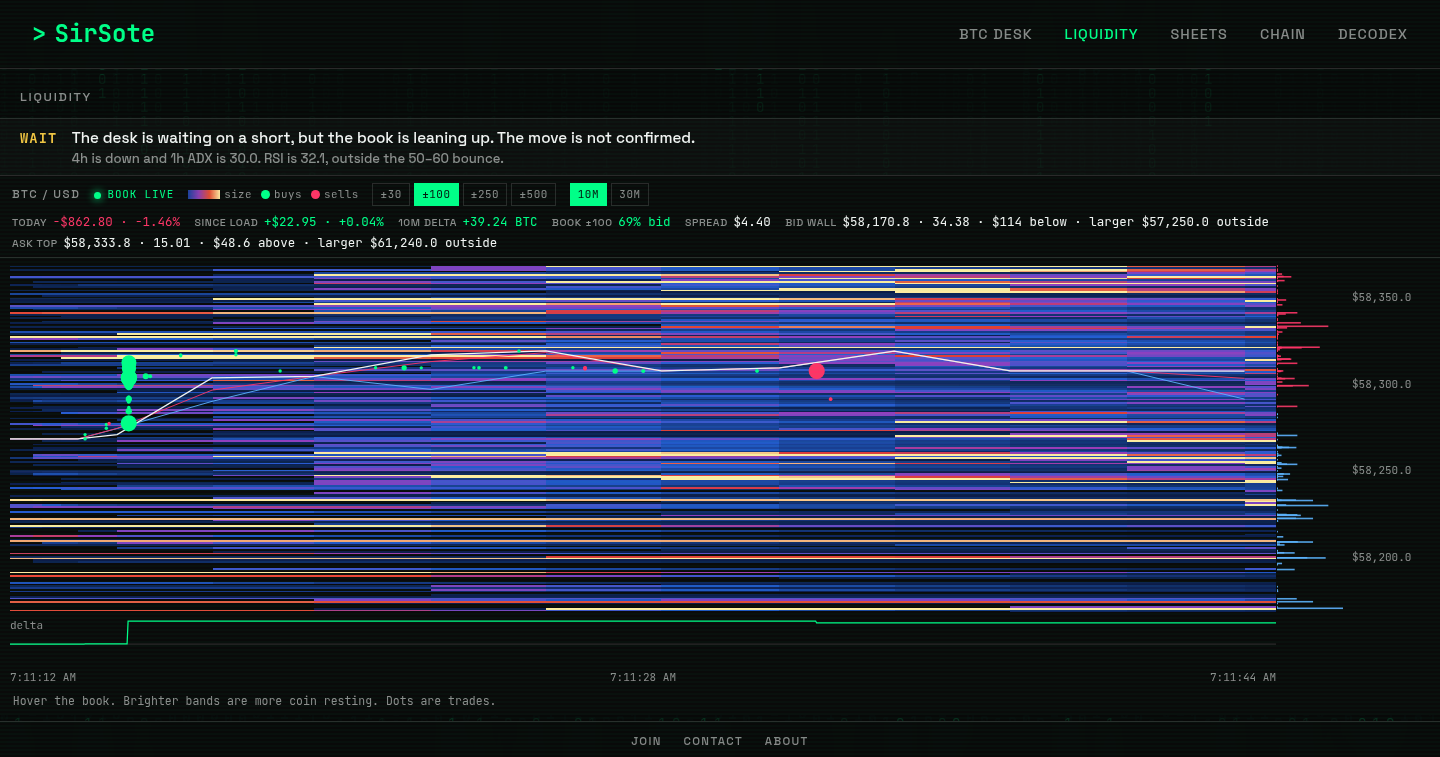 > SirSote
BTC DESK LIQUIDITY SHEETS CHAIN DECODEX
LIQUIDITY
WAIT The desk is waiting on a short, but the book is leaning up. The move is not confirmed.
4h is down and 1h ADX is 30.0. RSI is 32.1, outside the 50–60 bounce.
BTC / USD BOOK LIVE size buys sells ±30 ±100 ±250 ±500 10M 30M
TODAY -$862.80 · -1.46% SINCE LOAD +$22.95 · +0.04% 10M DELTA +39.24 BTC BOOK ±100 69% bid SPREAD $4.40 BID WALL $58,170.8 · 34.38 · $114 below · larger $57,250.0 outside
ASK TOP $58,333.8 · 15.01 · $48.6 above · larger $61,240.0 outside
$58,350.0
$58,300.0
$58,250.0
$58,200.0
delta
7:11:12 AM 7:11:28 AM 7:11:44 AM
Hover the book. Brighter bands are more coin resting. Dots are trades.
JOIN CONTACT ABOUT